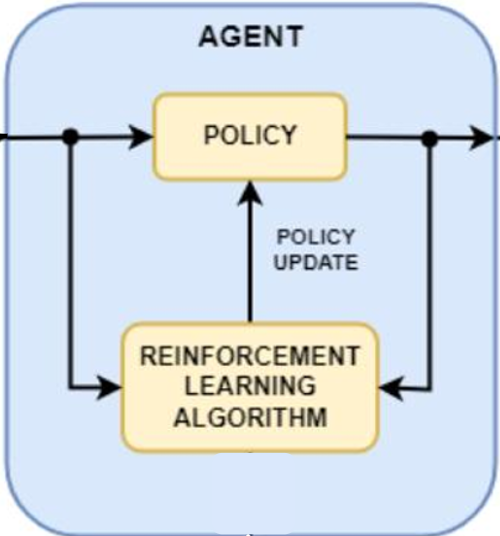 AGENT
POLICY
POLICY
UPDATE
REINFORCEMENT
LEARNING
ALGORITHM